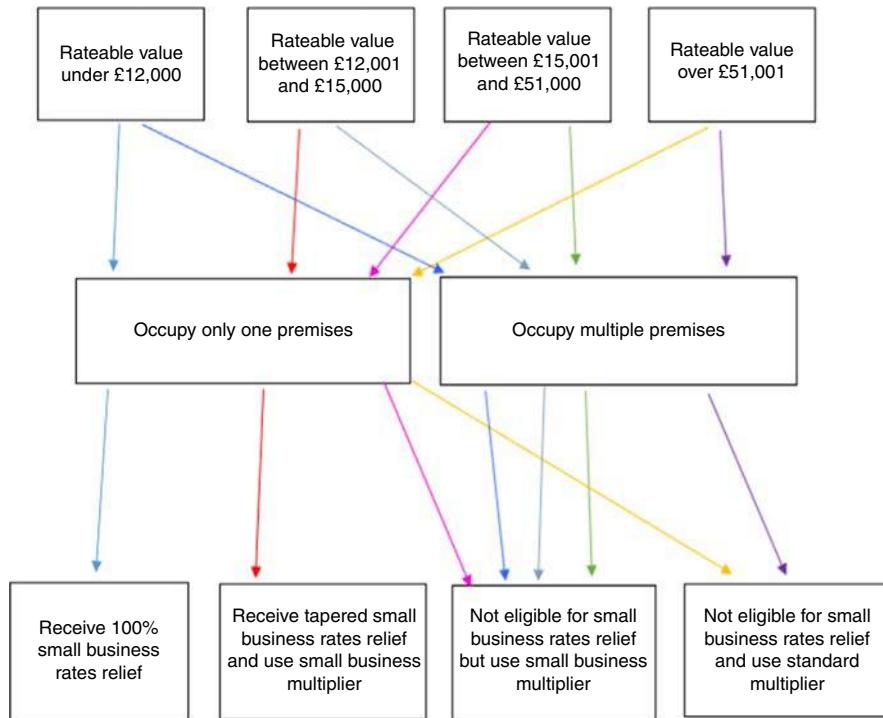 Rateable value
under £12,000
Rateable value
between £12,001
and £15,000
Rateable value
between £15,001
and £51,000
Rateable value
over £51,001
Occupy only one premises
Occupy multiple premises
Receive 100%
small business
rates relief
Receive tapered small
business rates relief
and use small business
multiplier
Not eligible for small
business rates relief
but use small business
multiplier
Not eligible for small
business rates relief
and use standard
multiplier